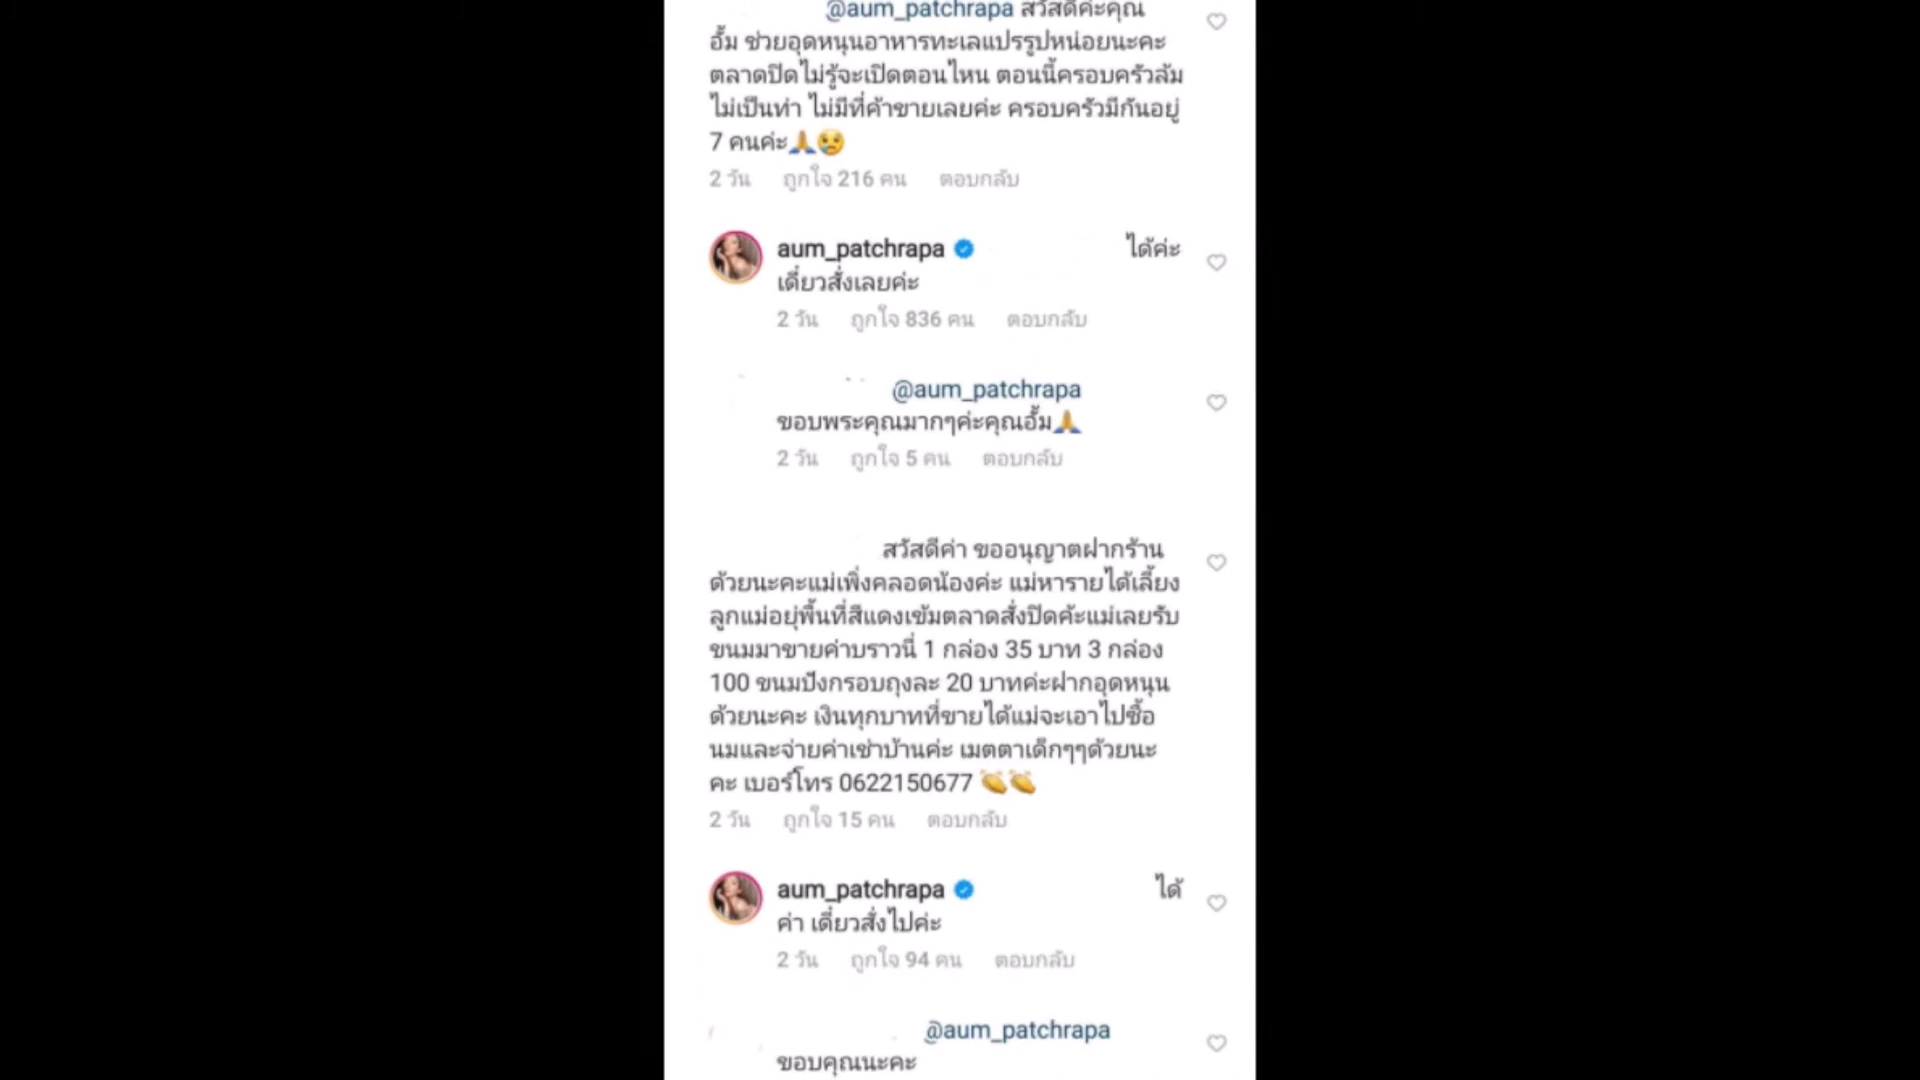 @aum_patchrapa สวัสดีค่ะคุณ
อั้ม ช่วยอุดหนุนอาหารทะเลแปรรูปหน่อยนะคะ
ตลาดปิดไม่รู้จะเปิดตอนไหน ตอนนี้ครอบครัวล้ม
ไม่เป็นท่า ไม่มีที่ค้าขายเลยค่ะ ครอบครัวมีกันอยู่
7 คนค่ะ🙏😢
2 วัน ถูกใจ 216 คน ตอบกลับ
aum_patchrapa ได้ค่ะ
เดี๋ยวสั่งเลยค่ะ
2 วัน ถูกใจ 836 คน ตอบกลับ
@aum_patchrapa
ขอบพระคุณมากๆค่ะคุณอั้ม🙏
2 วัน ถูกใจ 5 คน ตอบกลับ
สวัสดีค่า ขออนุญาตฝากร้าน
ด้วยนะคะแม่เพิ่งคลอดน้องค่ะ แม่หารายได้เลี้ยง
ลูกแม่อยุ่พื้นที่สีแดงเข้มตลาดสั่งปิดค้ะแม่เลยรับ
ขนมมาขายค่าบราวนี่ 1 กล่อง 35 บาท 3 กล่อง
100 ขนมปังกรอบถุงละ 20 บาทค่ะฝากอุดหนุน
ด้วยนะคะ เงินทุกบาทที่ขายได้แม่จะเอาไปซื้อ
นมและจ่ายค่าเช่าบ้านค่ะ เมตตาเด็กๆๆด้วยนะ
คะ เบอร์โทร 0622150677
2 วัน ถูกใจ 15 คน ตอบกลับ
aum_patchrapa ได้
ค่า เดี๋ยวสั่งไปค่ะ
2 วัน ถูกใจ 94 คน ตอบกลับ
@aum_patchrapa
ขอบคุณนะคะ